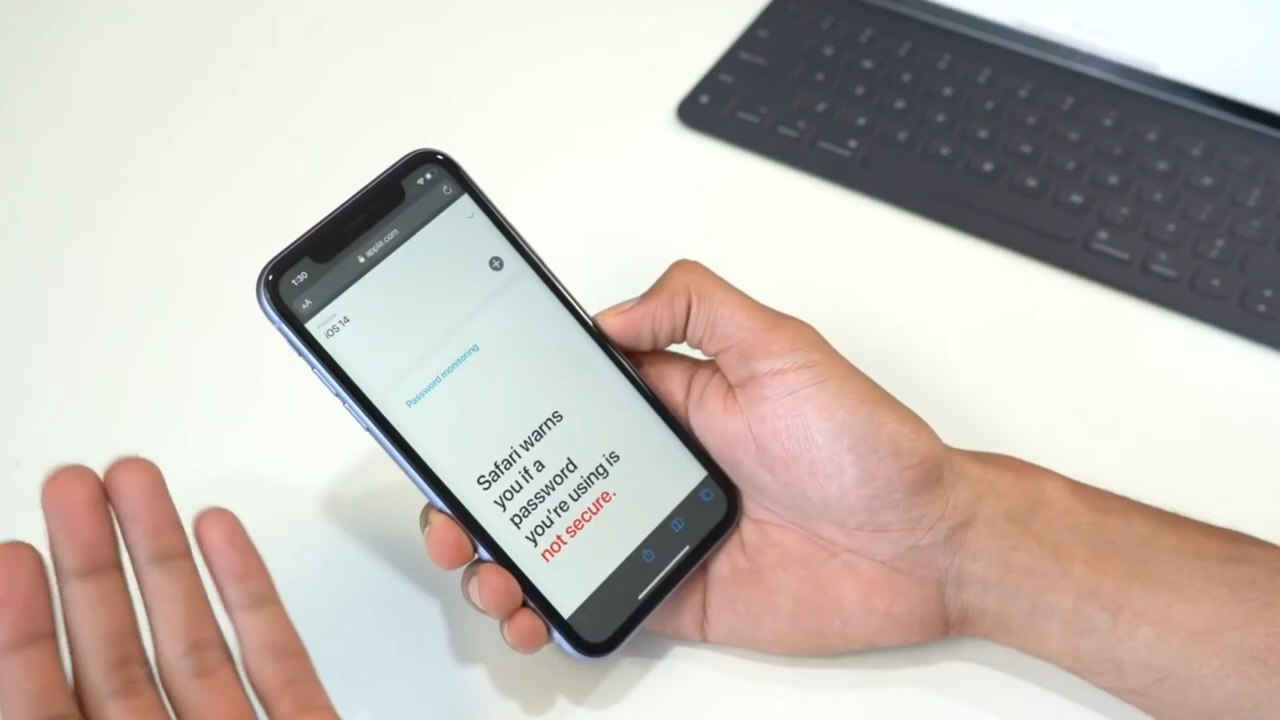 1:30
AA
apple.com
iOS 14
Password monitoring
Safari warns
you if a
password
you're using is
not secure.